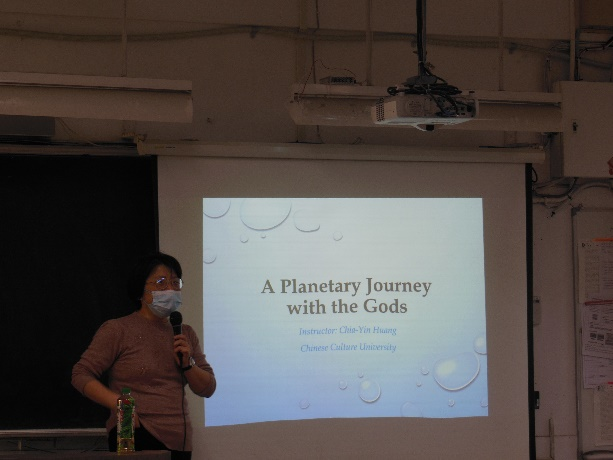 A Planetary Journey
with the Gods
Instructor: Chia-Yin Huang
Chinese Culture University